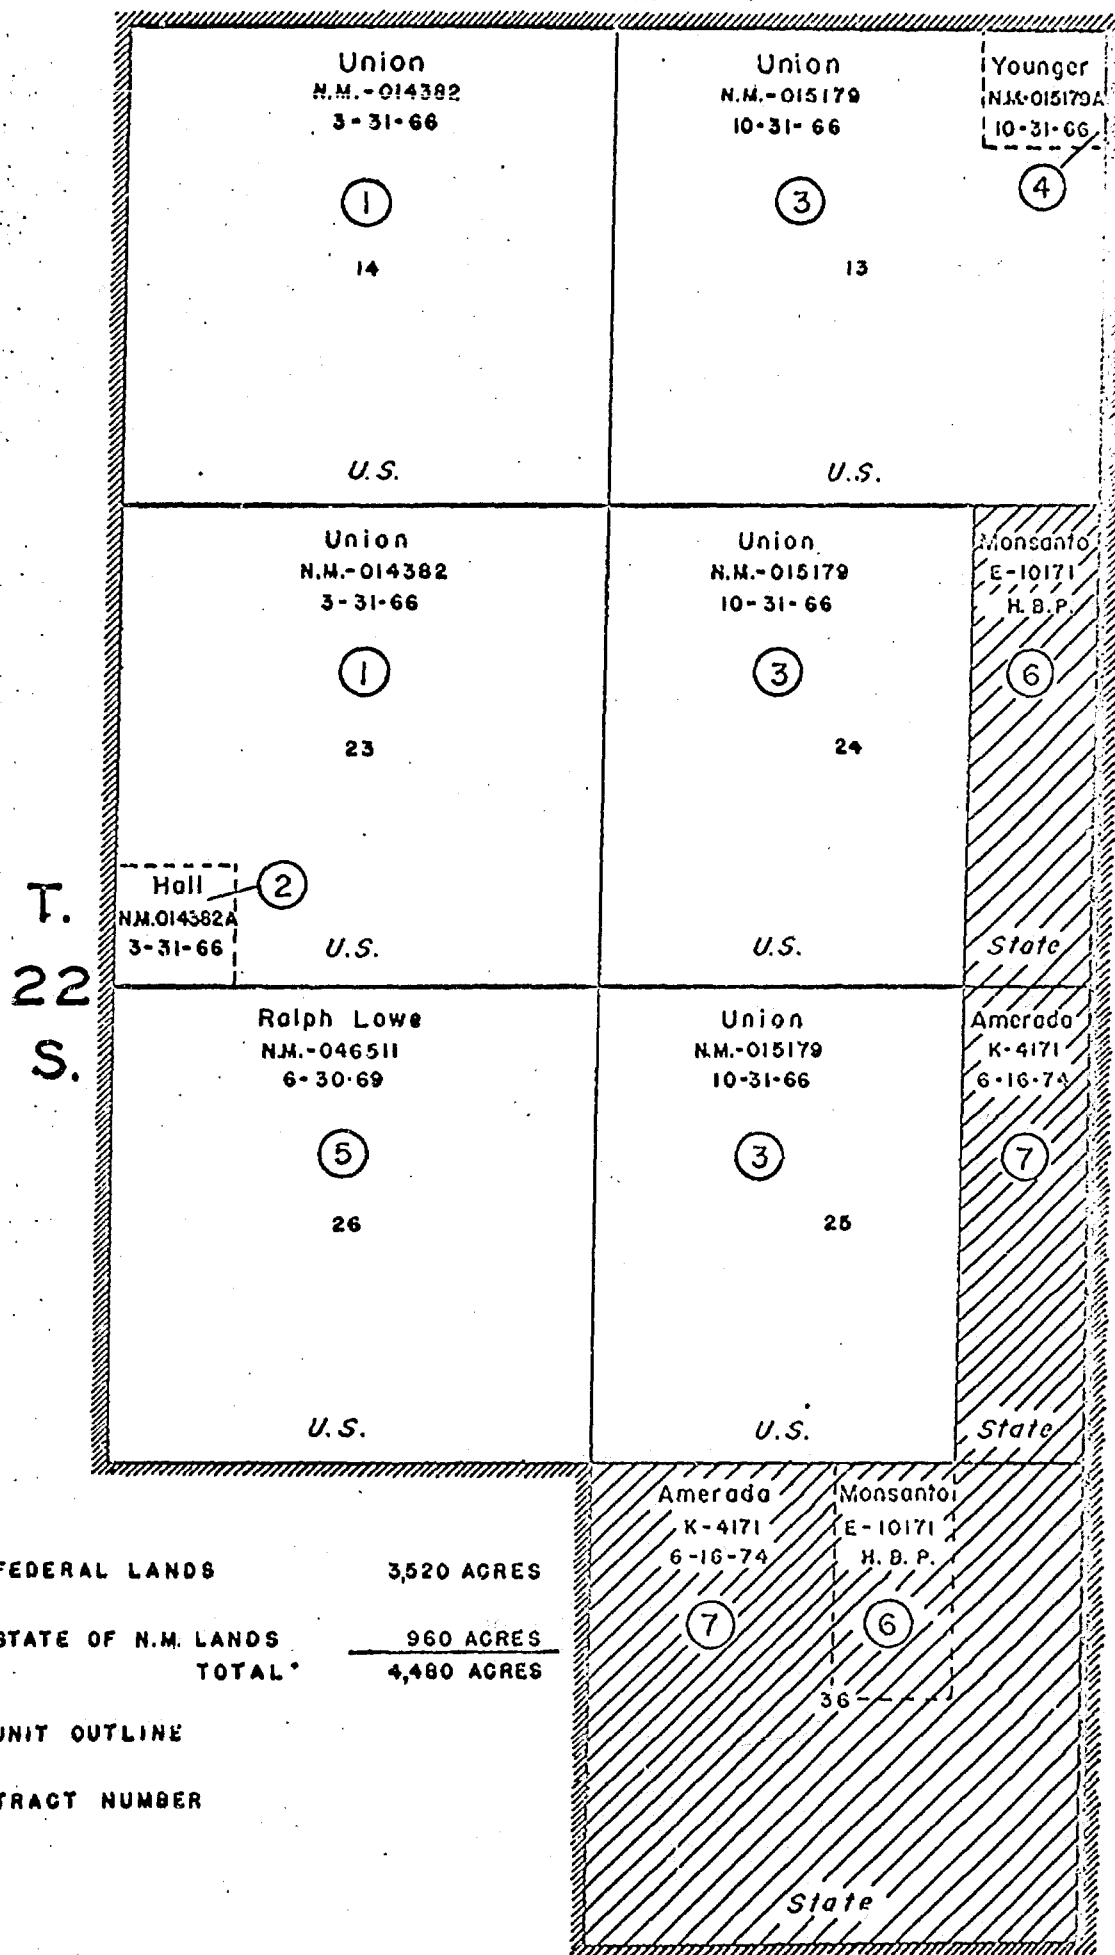 Union
N.M.-014382
3-31-66
1
14
U.S.
Union
N.M.-015179
10-31-66
3
13
U.S.
Younger
N.M.-015179A
10-31-66
4
Union
N.M.-014382
3-31-66
1
23
U.S.
Hall
N.M.014382A
3-31-66
2
Union
N.M.-015179
10-31-66
3
24
U.S.
Monsanto
E-10171
H.B.P.
6
State
T.
22
S.
Ralph Lowe
N.M.-046511
6-30-69
5
26
U.S.
Union
N.M.-015179
10-31-66
3
25
U.S.
Amerada
K-4171
6-16-74
7
State
Amerada
K-4171
6-16-74
7
Monsanto
E-10171
H.B.P.
6
36
State
FEDERAL LANDS 3,520 ACRES
STATE OF N.M. LANDS 960 ACRES
TOTAL 4,480 ACRES
UNIT OUTLINE
TRACT NUMBER